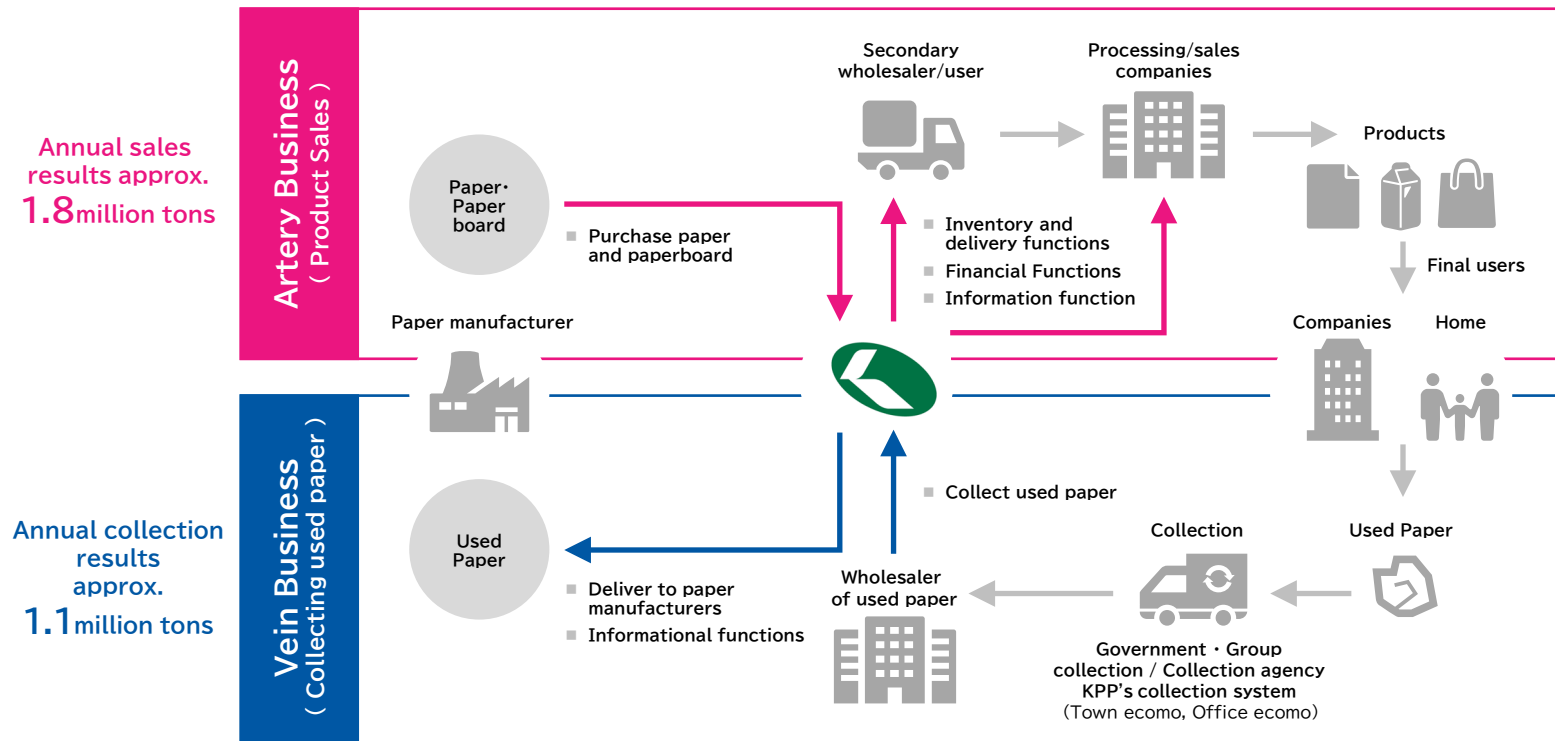 Annual sales
results approx.
1.8million tons
Artery Business
( Product Sales )
Paper・
Paper
board
Purchase paper
and paperboard
Paper manufacturer
Secondary
wholesaler/user
Processing/sales
companies
Inventory and
delivery functions
Financial Functions
Information function
Products
Final users
Companies
Home
Annual collection
results
approx.
1.1million tons
Vein Business
( Collecting used paper )
Used
Paper
Deliver to paper
manufacturers
Informational functions
Collect used paper
Wholesaler
of used paper
Collection
Government・Group
collection / Collection agency
KPP's collection system
(Town ecomo, Office ecomo)
Used Paper